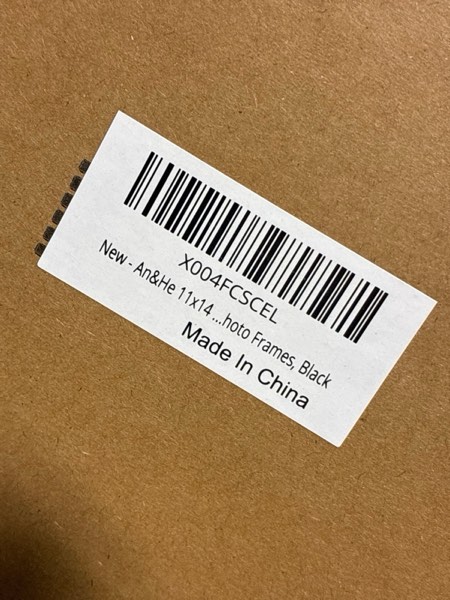 X004FCSCEL
New - An&He 11x14 ...hoto Frames, Black
Made In China